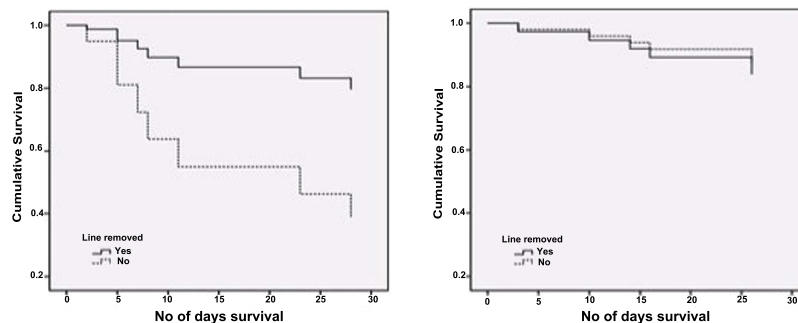 1.0
0.8
0.6
0.4
0.2
Cumulative Survival
Line removed
Yes
No
0 5 10 15 20 25 30
No of days survival
1.0
0.8
0.6
0.4
0.2
Cumulative Survival
Line removed
Yes
No
0 5 10 15 20 25 30
No of days survival